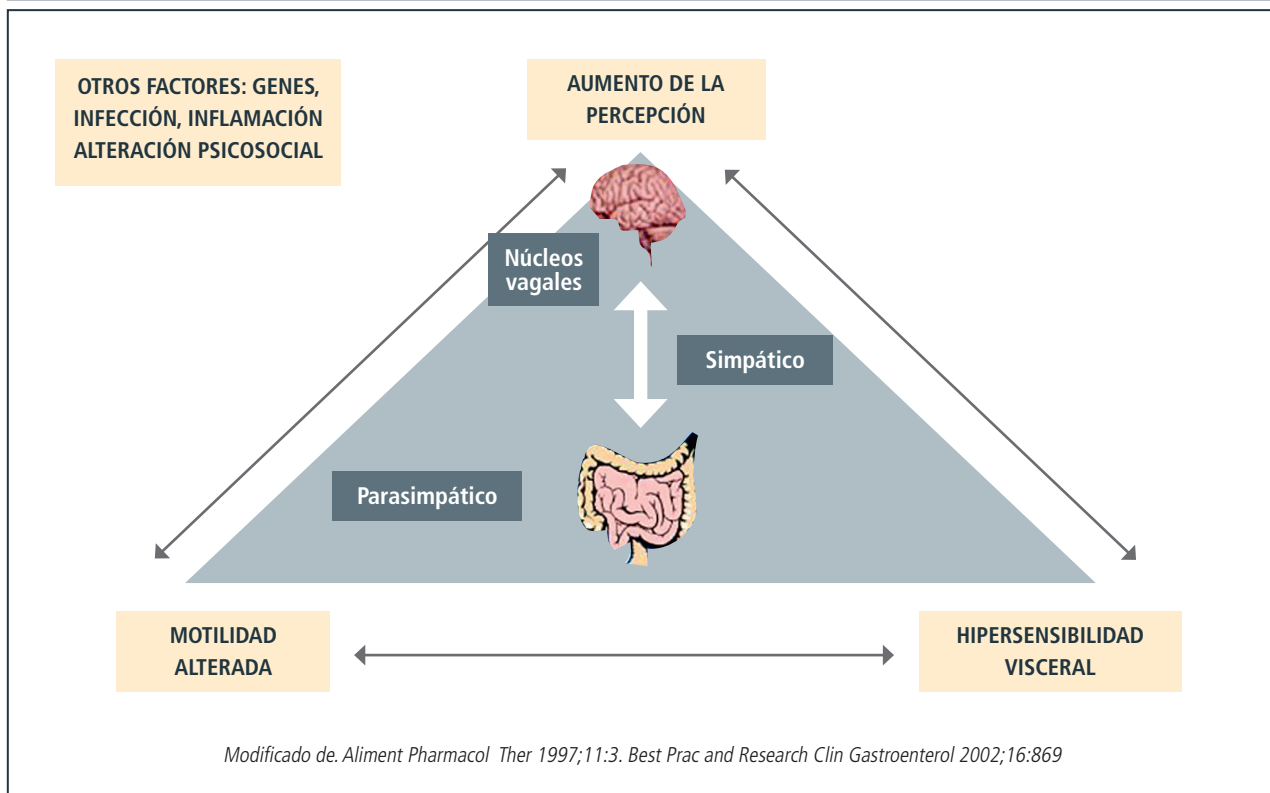 OTROS FACTORES: GENES,
INFECCIÓN, INFLAMACIÓN
ALTERACIÓN PSICOSOCIAL
AUMENTO DE LA
PERCEPCIÓN
Núcleos
vagales
Simpático
Parasimpático
MOTILIDAD
ALTERADA
HIPERSENSIBILIDAD
VISCERAL
Modificado de. Aliment Pharmacol Ther 1997;11:3. Best Prac and Research Clin Gastroenterol 2002;16:869